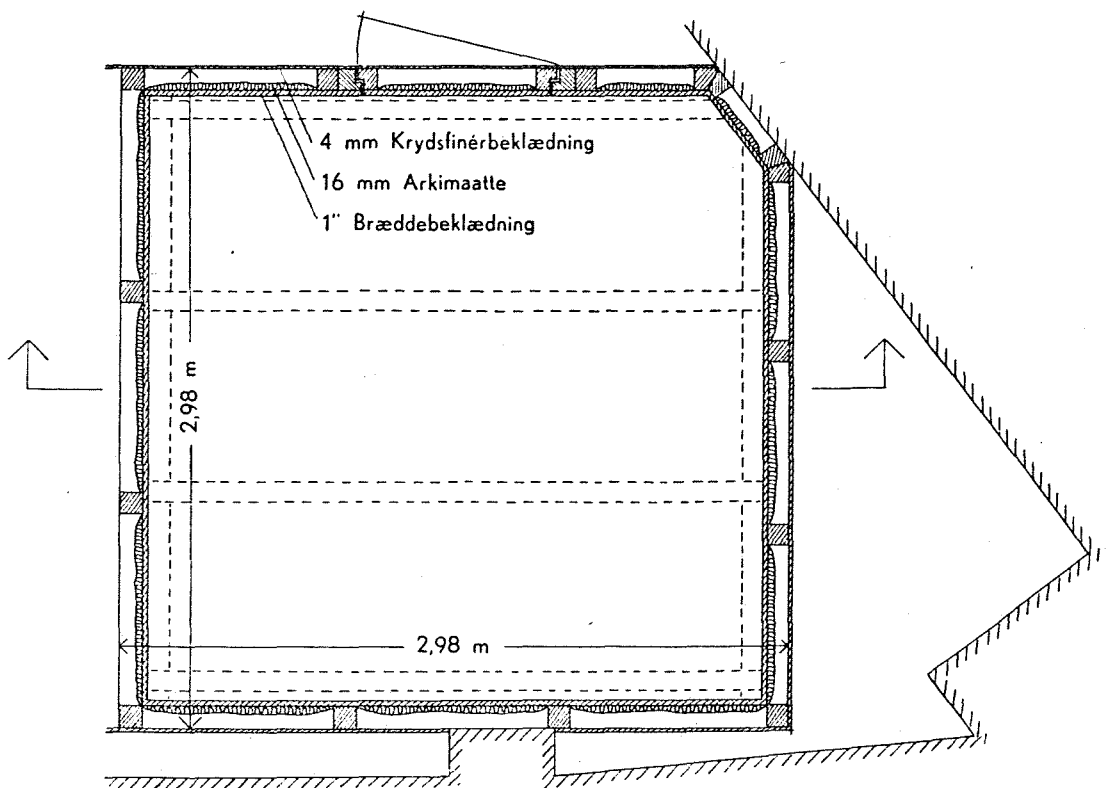 4 mm Krydsfinérbeklædning
16 mm Arkimaatte
1" Bræddebeklædning
2,98 m
2,98 m